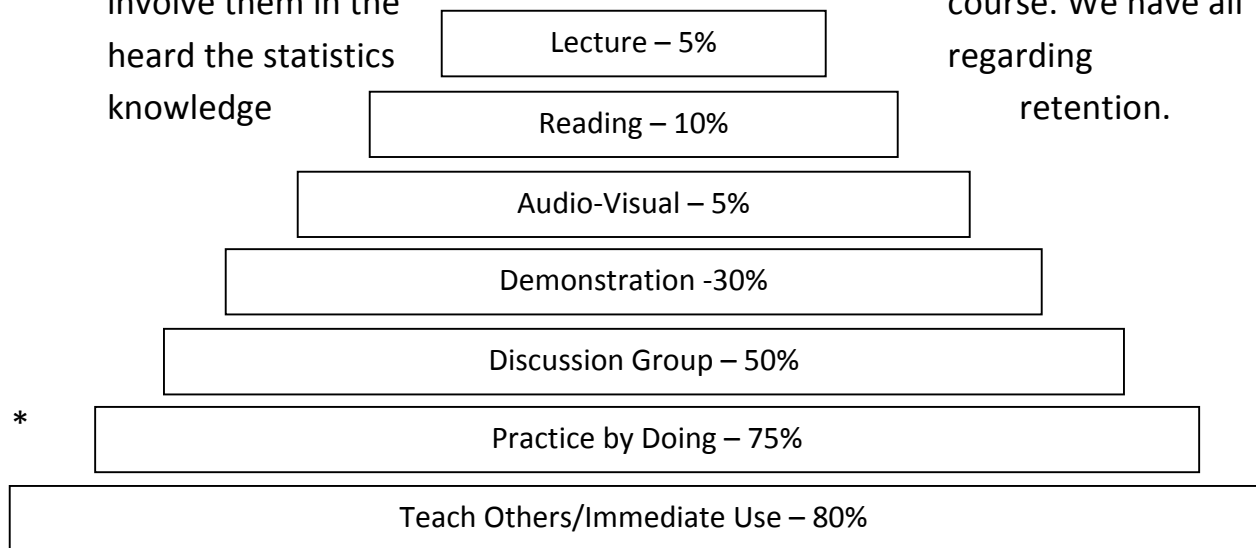 involve them in the course. We have all
Lecture – 5%
heard the statistics regarding
knowledge retention.
Reading – 10%
Audio-Visual – 5%
Demonstration -30%
Discussion Group – 50%
*
Practice by Doing – 75%
Teach Others/Immediate Use – 80%